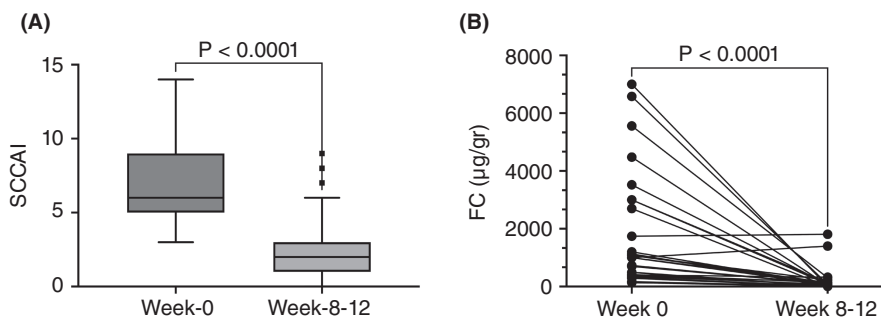 (A)
P < 0.0001
SCCAI
15
10
5
0
Week-0
Week-8-12
(B)
P < 0.0001
FC (µg/gr)
8000
6000
4000
2000
0
Week 0
Week 8-12